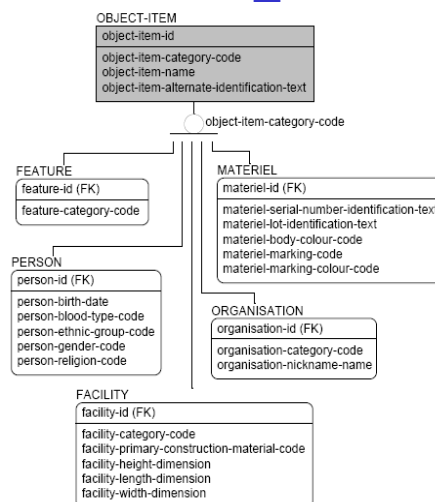 OBJECT-ITEM
object-item-id
object-item-category-code
object-item-name
object-item-alternate-identification-text
object-item-category-code
FEATURE
feature-id (FK)
feature-category-code
MATERIEL
materiel-id (FK)
materiel-serial-number-identification-text
materiel-lot-identification-text
materiel-body-colour-code
materiel-marking-code
materiel-marking-colour-code
PERSON
person-id (FK)
person-birth-date
person-blood-type-code
person-ethnic-group-code
person-gender-code
person-religion-code
ORGANISATION
organisation-id (FK)
organisation-category-code
organisation-nickname-name
FACILITY
facility-id (FK)
facility-category-code
facility-primary-construction-material-code
facility-height-dimension
facility-length-dimension
facility-width-dimension